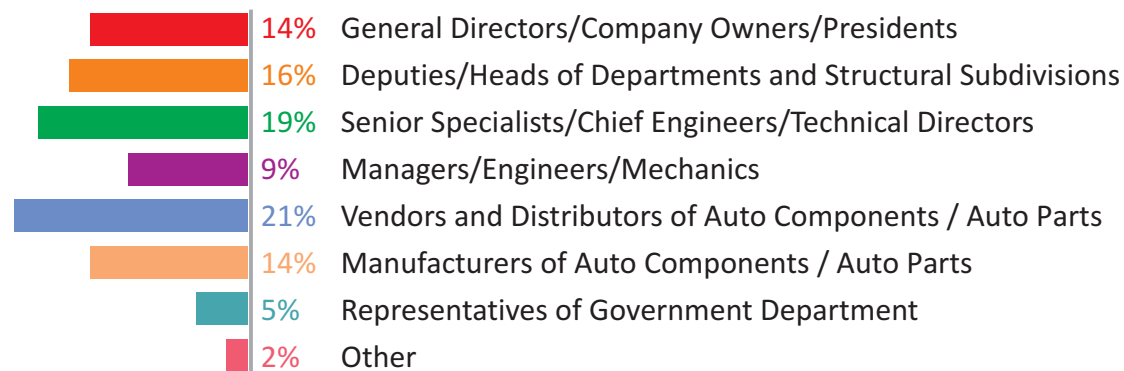 14% General Directors/Company Owners/Presidents
16% Deputies/Heads of Departments and Structural Subdivisions
19% Senior Specialists/Chief Engineers/Technical Directors
9% Managers/Engineers/Mechanics
21% Vendors and Distributors of Auto Components / Auto Parts
14% Manufacturers of Auto Components / Auto Parts
5% Representatives of Government Department
2% Other